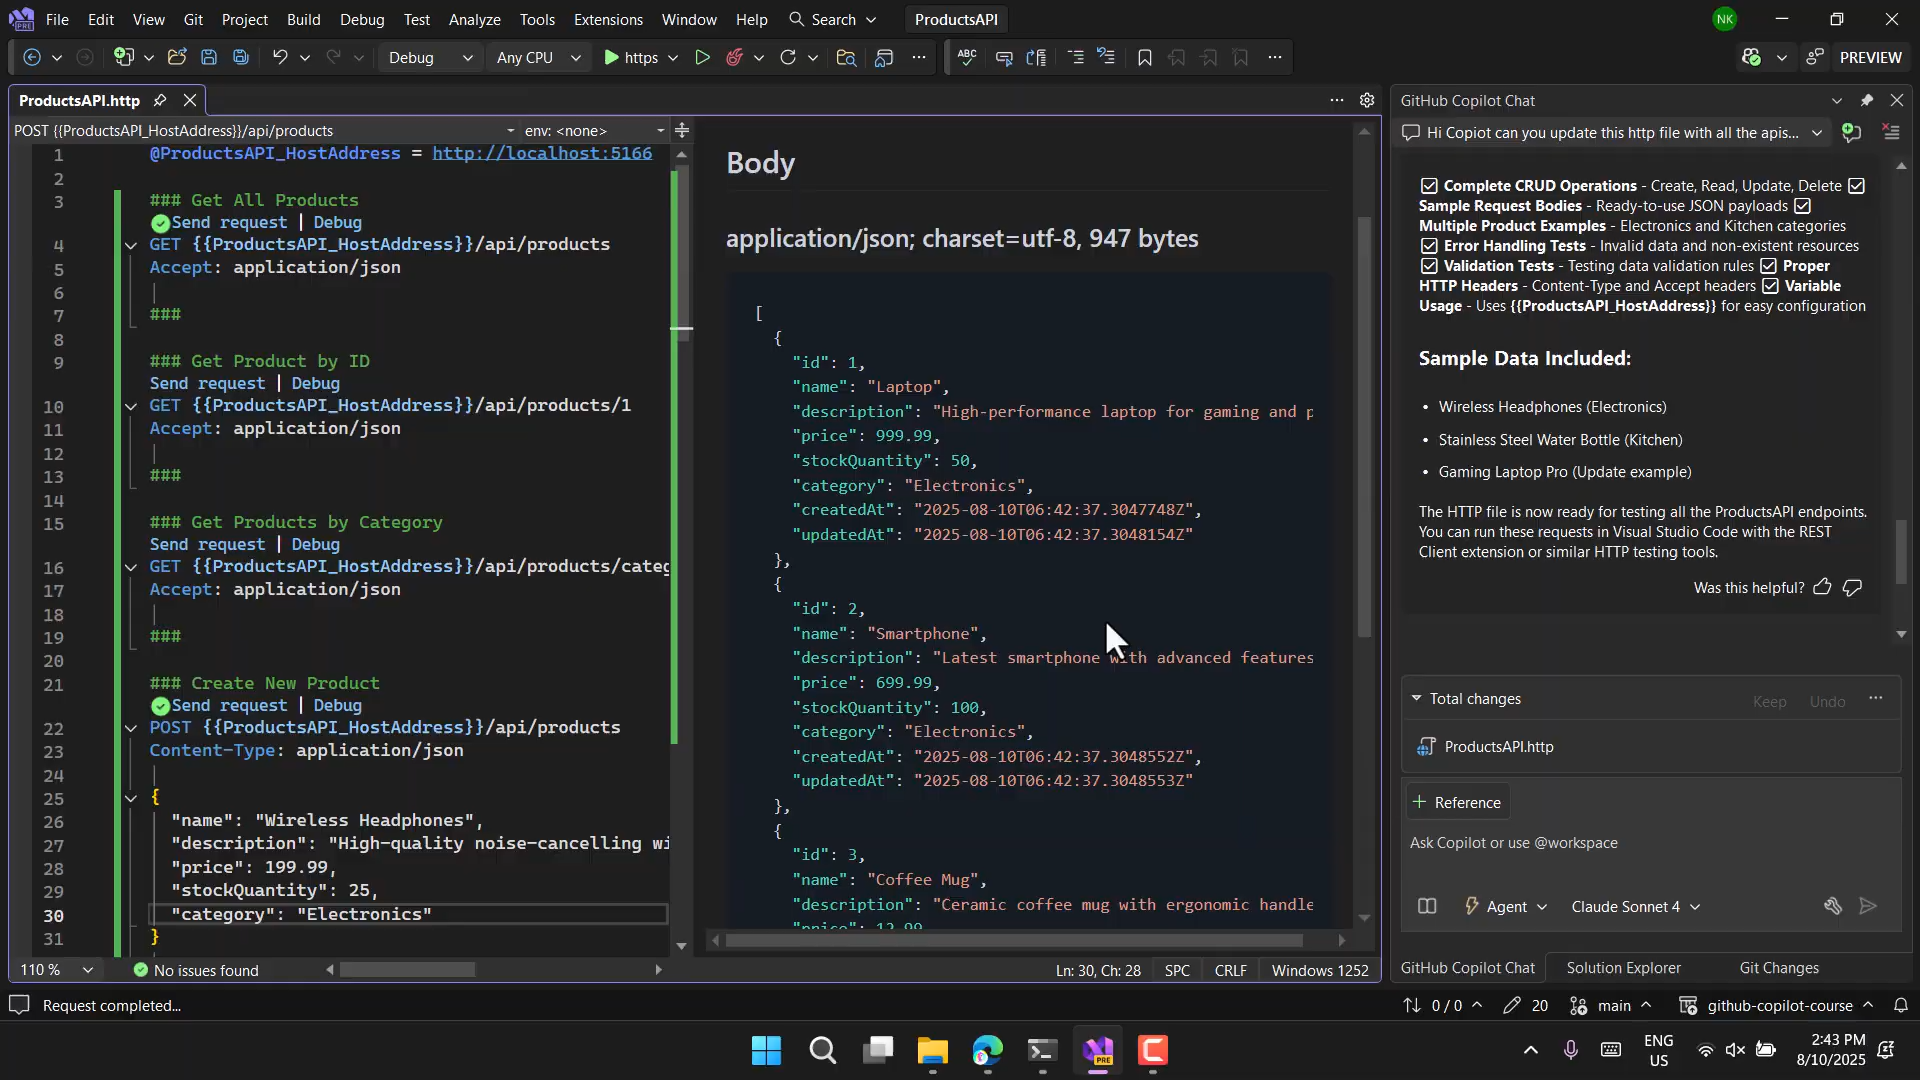 File Edit View Git Project Build Debug Test Analyze Tools Extensions Window Help Search ProductsAPI NK
Debug Any CPU https PREVIEW
ProductsAPI.http
POST {{ProductsAPI_HostAddress}}/api/products env: <none>
1 @ProductsAPI_HostAddress = http://localhost:5166
2
3 ### Get All Products
Send request | Debug
4 GET {{ProductsAPI_HostAddress}}/api/products
5 Accept: application/json
6
7 ###
8
9 ### Get Product by ID
Send request | Debug
10 GET {{ProductsAPI_HostAddress}}/api/products/1
11 Accept: application/json
12
13 ###
14
15 ### Get Products by Category
Send request | Debug
16 GET {{ProductsAPI_HostAddress}}/api/products/categ
17 Accept: application/json
18
19 ###
20
21 ### Create New Product
Send request | Debug
22 POST {{ProductsAPI_HostAddress}}/api/products
23 Content-Type: application/json
24
25 {
26 "name": "Wireless Headphones",
27 "description": "High-quality noise-cancelling wi
28 "price": 199.99,
29 "stockQuantity": 25,
30 "category": "Electronics"
31 }
110 % No issues found
Body
application/json; charset=utf-8, 947 bytes
[
{
"id": 1,
"name": "Laptop",
"description": "High-performance laptop for gaming and p
"price": 999.99,
"stockQuantity": 50,
"category": "Electronics",
"createdAt": "2025-08-10T06:42:37.3047748Z",
"updatedAt": "2025-08-10T06:42:37.3048154Z"
},
{
"id": 2,
"name": "Smartphone",
"description": "Latest smartphone with advanced features
"price": 699.99,
"stockQuantity": 100,
"category": "Electronics",
"createdAt": "2025-08-10T06:42:37.3048552Z",
"updatedAt": "2025-08-10T06:42:37.3048553Z"
},
{
"id": 3,
"name": "Coffee Mug",
"description": "Ceramic coffee mug with ergonomic handle
"price": 12.99
Ln: 30, Ch: 28 SPC CRLF Windows 1252
GitHub Copilot Chat
Hi Copiot can you update this http file with all the apis...
Complete CRUD Operations - Create, Read, Update, Delete
Sample Request Bodies - Ready-to-use JSON payloads
Multiple Product Examples - Electronics and Kitchen categories
Error Handling Tests - Invalid data and non-existent resources
Validation Tests - Testing data validation rules Proper
HTTP Headers - Content-Type and Accept headers Variable
Usage - Uses {{ProductsAPI_HostAddress}} for easy configuration
Sample Data Included:
• Wireless Headphones (Electronics)
• Stainless Steel Water Bottle (Kitchen)
• Gaming Laptop Pro (Update example)
The HTTP file is now ready for testing all the ProductsAPI endpoints.
You can run these requests in Visual Studio Code with the REST
Client extension or similar HTTP testing tools.
Was this helpful?
Total changes Keep Undo
ProductsAPI.http
Reference
Ask Copilot or use @workspace
Agent Claude Sonnet 4
GitHub Copilot Chat Solution Explorer Git Changes
Request completed... 0 / 0 20 main github-copilot-course
ENG
US
2:43 PM
8/10/2025